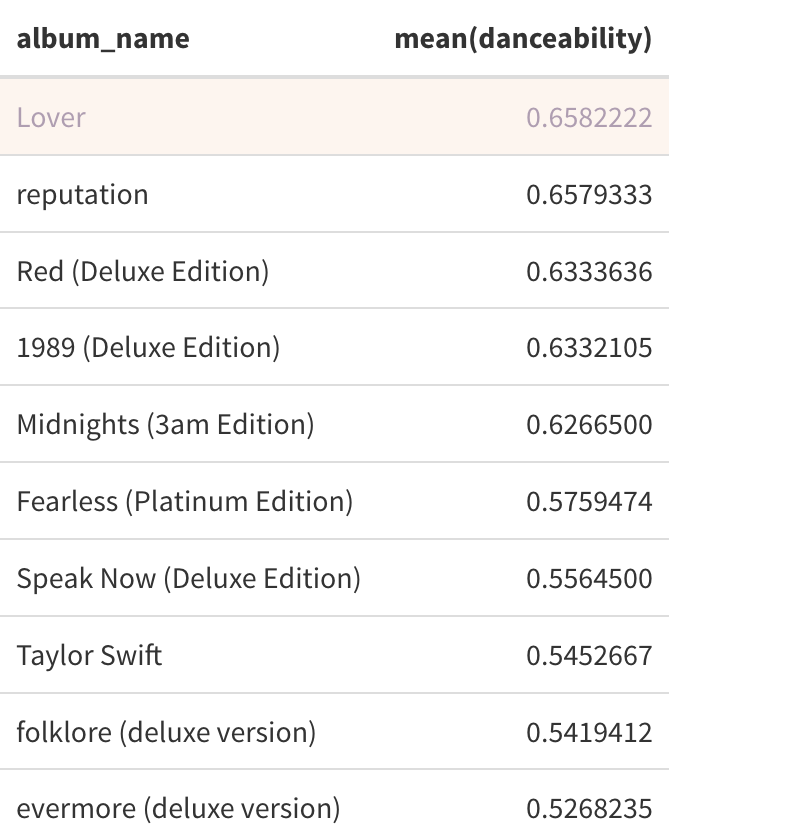 album_name mean(danceability)
Lover 0.6582222
reputation 0.6579333
Red (Deluxe Edition) 0.6333636
1989 (Deluxe Edition) 0.6332105
Midnights (3am Edition) 0.6266500
Fearless (Platinum Edition) 0.5759474
Speak Now (Deluxe Edition) 0.5564500
Taylor Swift 0.5452667
folklore (deluxe version) 0.5419412
evermore (deluxe version) 0.5268235